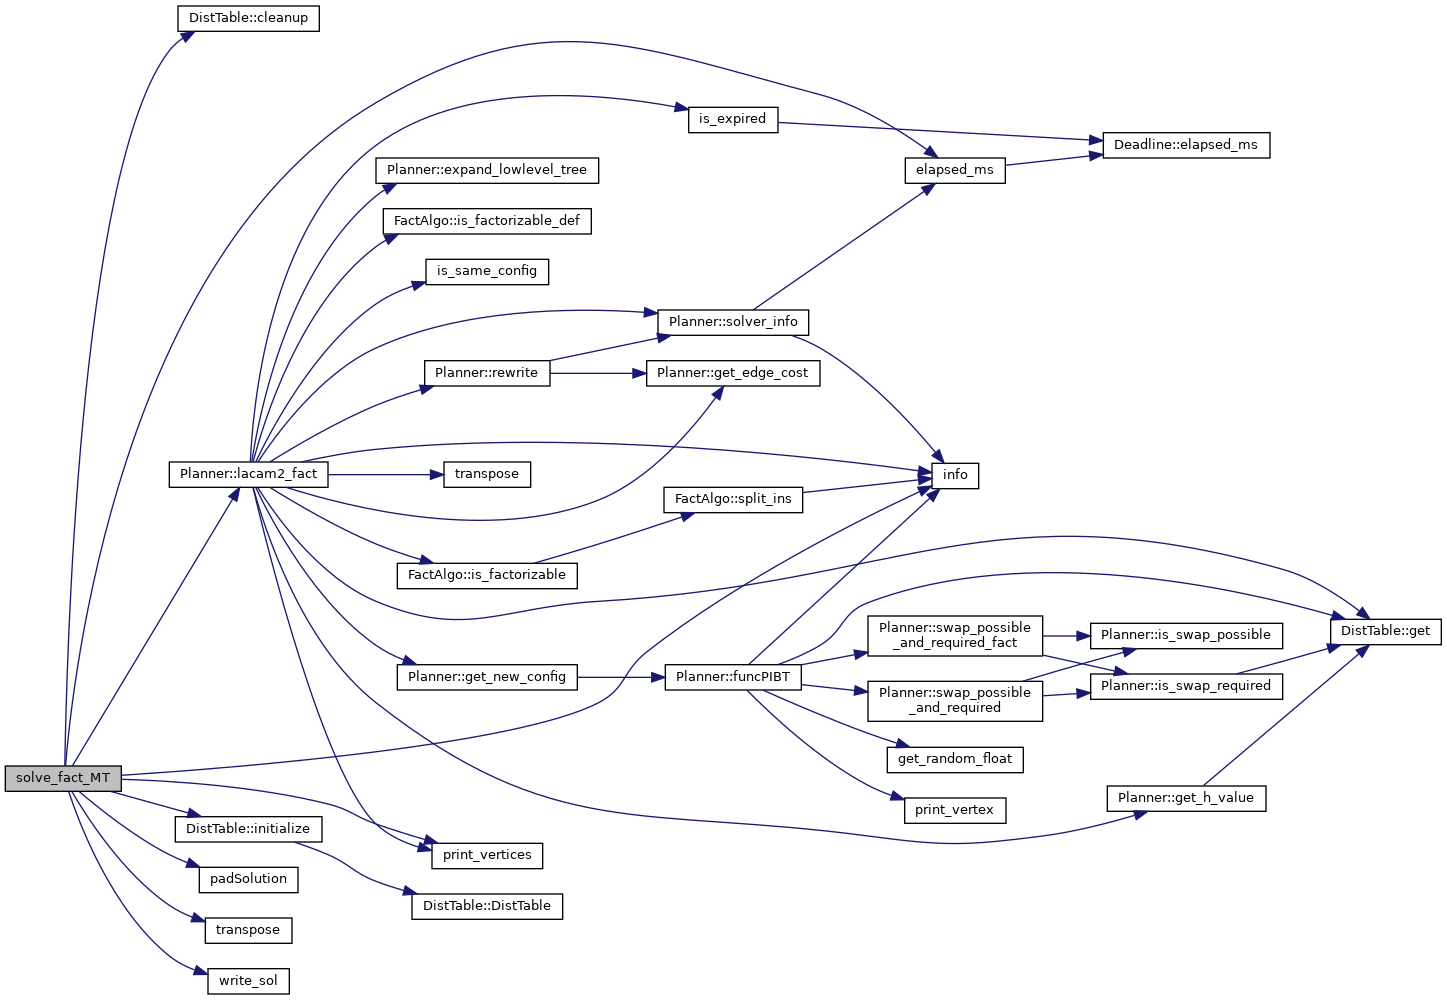 DistTable::cleanup
is_expired
Deadline::elapsed_ms
Planner::expand_lowlevel_tree
elapsed_ms
FactAlgo::is_factorizable_def
is_same_config
Planner::solver_info
Planner::rewrite
Planner::get_edge_cost
Planner::lacam2_fact
transpose
info
FactAlgo::split_ins
FactAlgo::is_factorizable
DistTable::get
Planner::swap_possible
_and_required_fact
Planner::is_swap_possible
Planner::get_new_config
Planner::funcPIBT
Planner::is_swap_required
Planner::swap_possible
_and_required
get_random_float
solve_fact_MT
Planner::get_h_value
print_vertex
DistTable::initialize
print_vertices
padSolution
DistTable::DistTable
transpose
write_sol